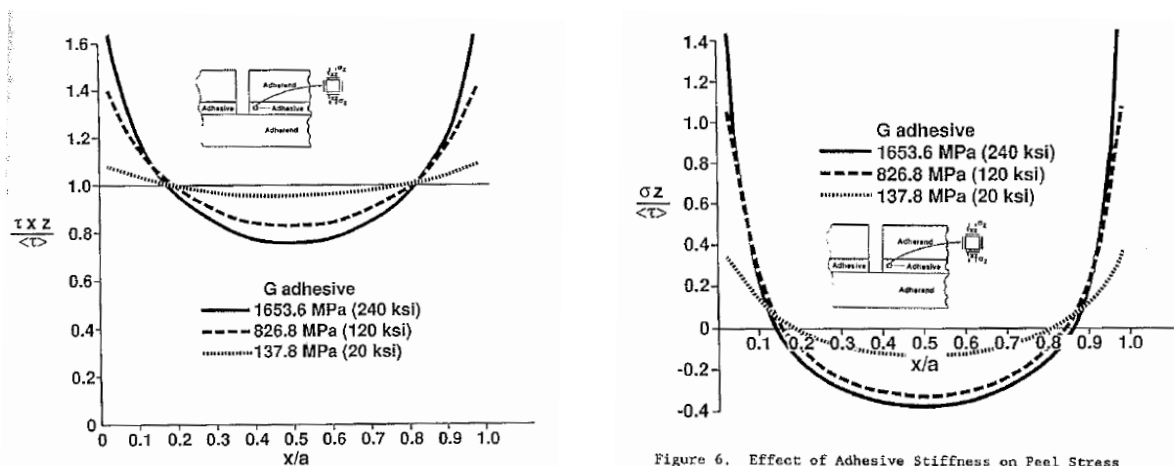 1.6
1.4
1.2
1.0
0.8
0.6
0.4
0.2
0
τxz
<τ>
Adherend
Adhesive
Adhesive
Adherend
G adhesive
1653.6 MPa (240 ksi)
826.8 MPa (120 ksi)
137.8 MPa (20 ksi)
0 0.1 0.2 0.3 0.4 0.5 0.6 0.7 0.8 0.9 1.0
x/a
1.4
1.2
1.0
0.8
0.6
0.4
0.2
0
-0.2
-0.4
σz
<τ>
G adhesive
1653.6 MPa (240 ksi)
826.8 MPa (120 ksi)
137.8 MPa (20 ksi)
Adherend
Adhesive
Adhesive
Adherend
0.1 0.2 0.3 0.4 0.5 0.6 0.7 0.8 0.9 1.0
x/a
Figure 6. Effect of Adhesive Stiffness on Peel Stress